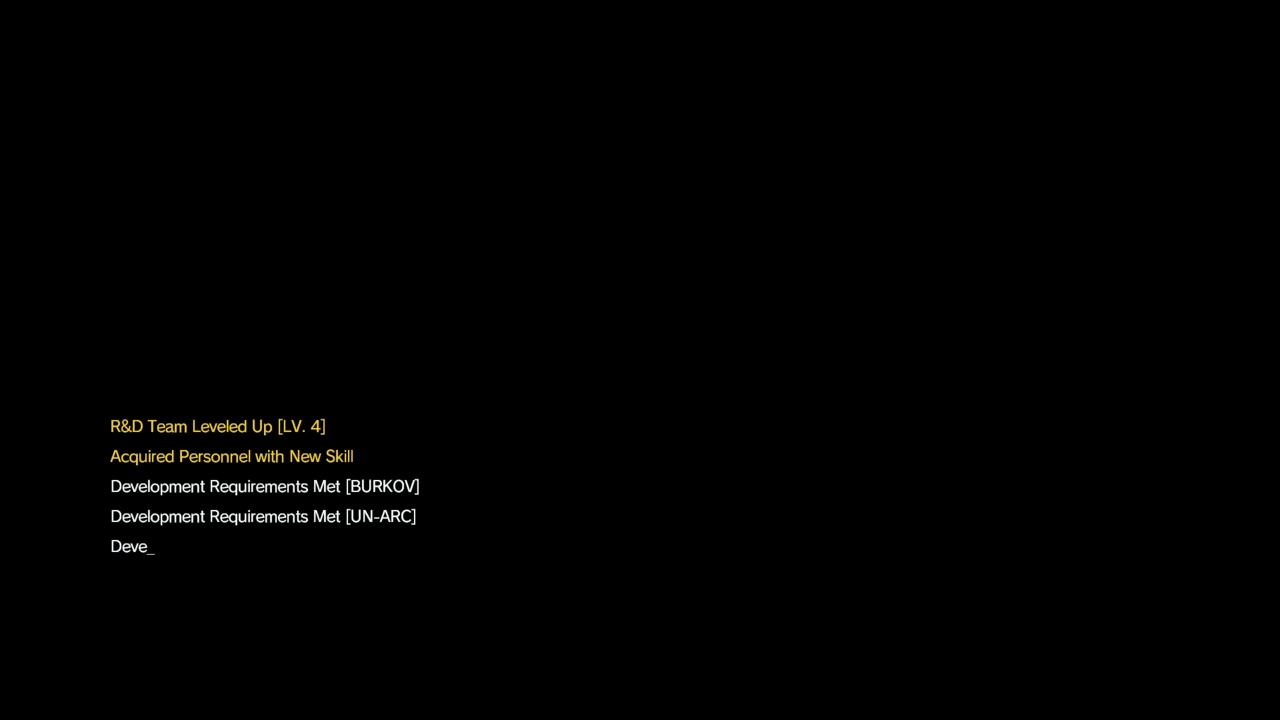 R&D Team Leveled Up [LV. 4]
Acquired Personnel with New Skill
Development Requirements Met [BURKOV]
Development Requirements Met [UN-ARC]
Deve_